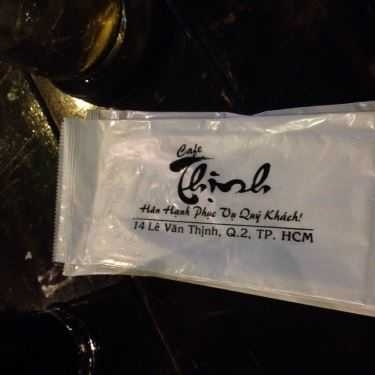 Cafe
Thịnh
Hân Hạnh Phục Vụ Quý Khách!
14 Lê Văn Thịnh, Q.2, TP. HCM